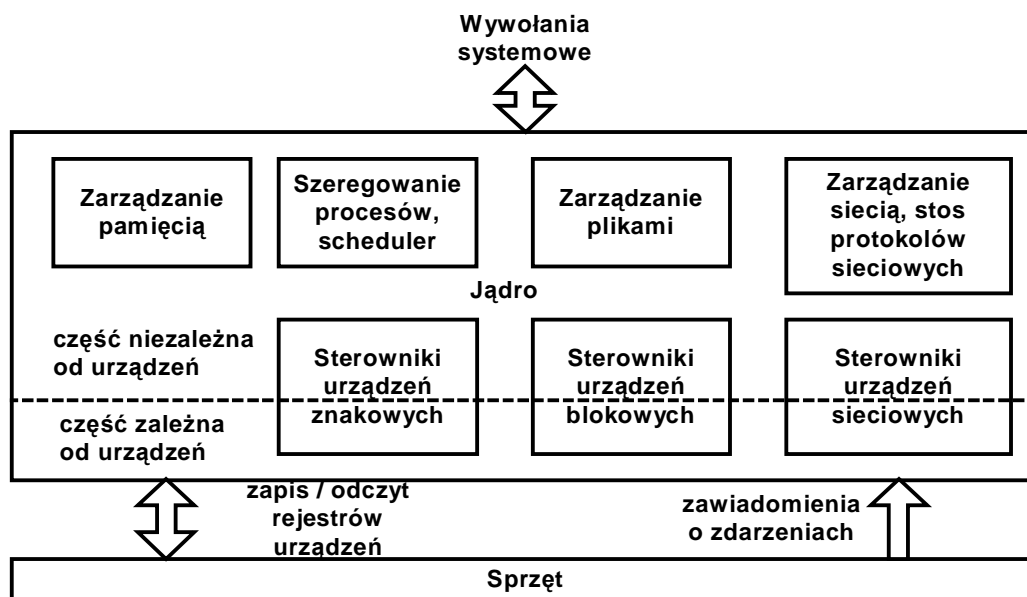 Wywołania
systemowe
Zarządzanie
pamięcią
Szeregowanie
procesów,
scheduler
Zarządzanie
plikami
Zarządzanie
siecią, stos
protokolów
sieciowych
Jądro
część niezależna
od urządzeń
Sterowniki
urządzeń
znakowych
Sterowniki
urządzeń
blokowych
Sterowniki
urządzeń
sieciowych
część zależna
od urządzeń
zapis / odczyt
rejestrów
urządzeń
zawiadomienia
o zdarzeniach
Sprzęt